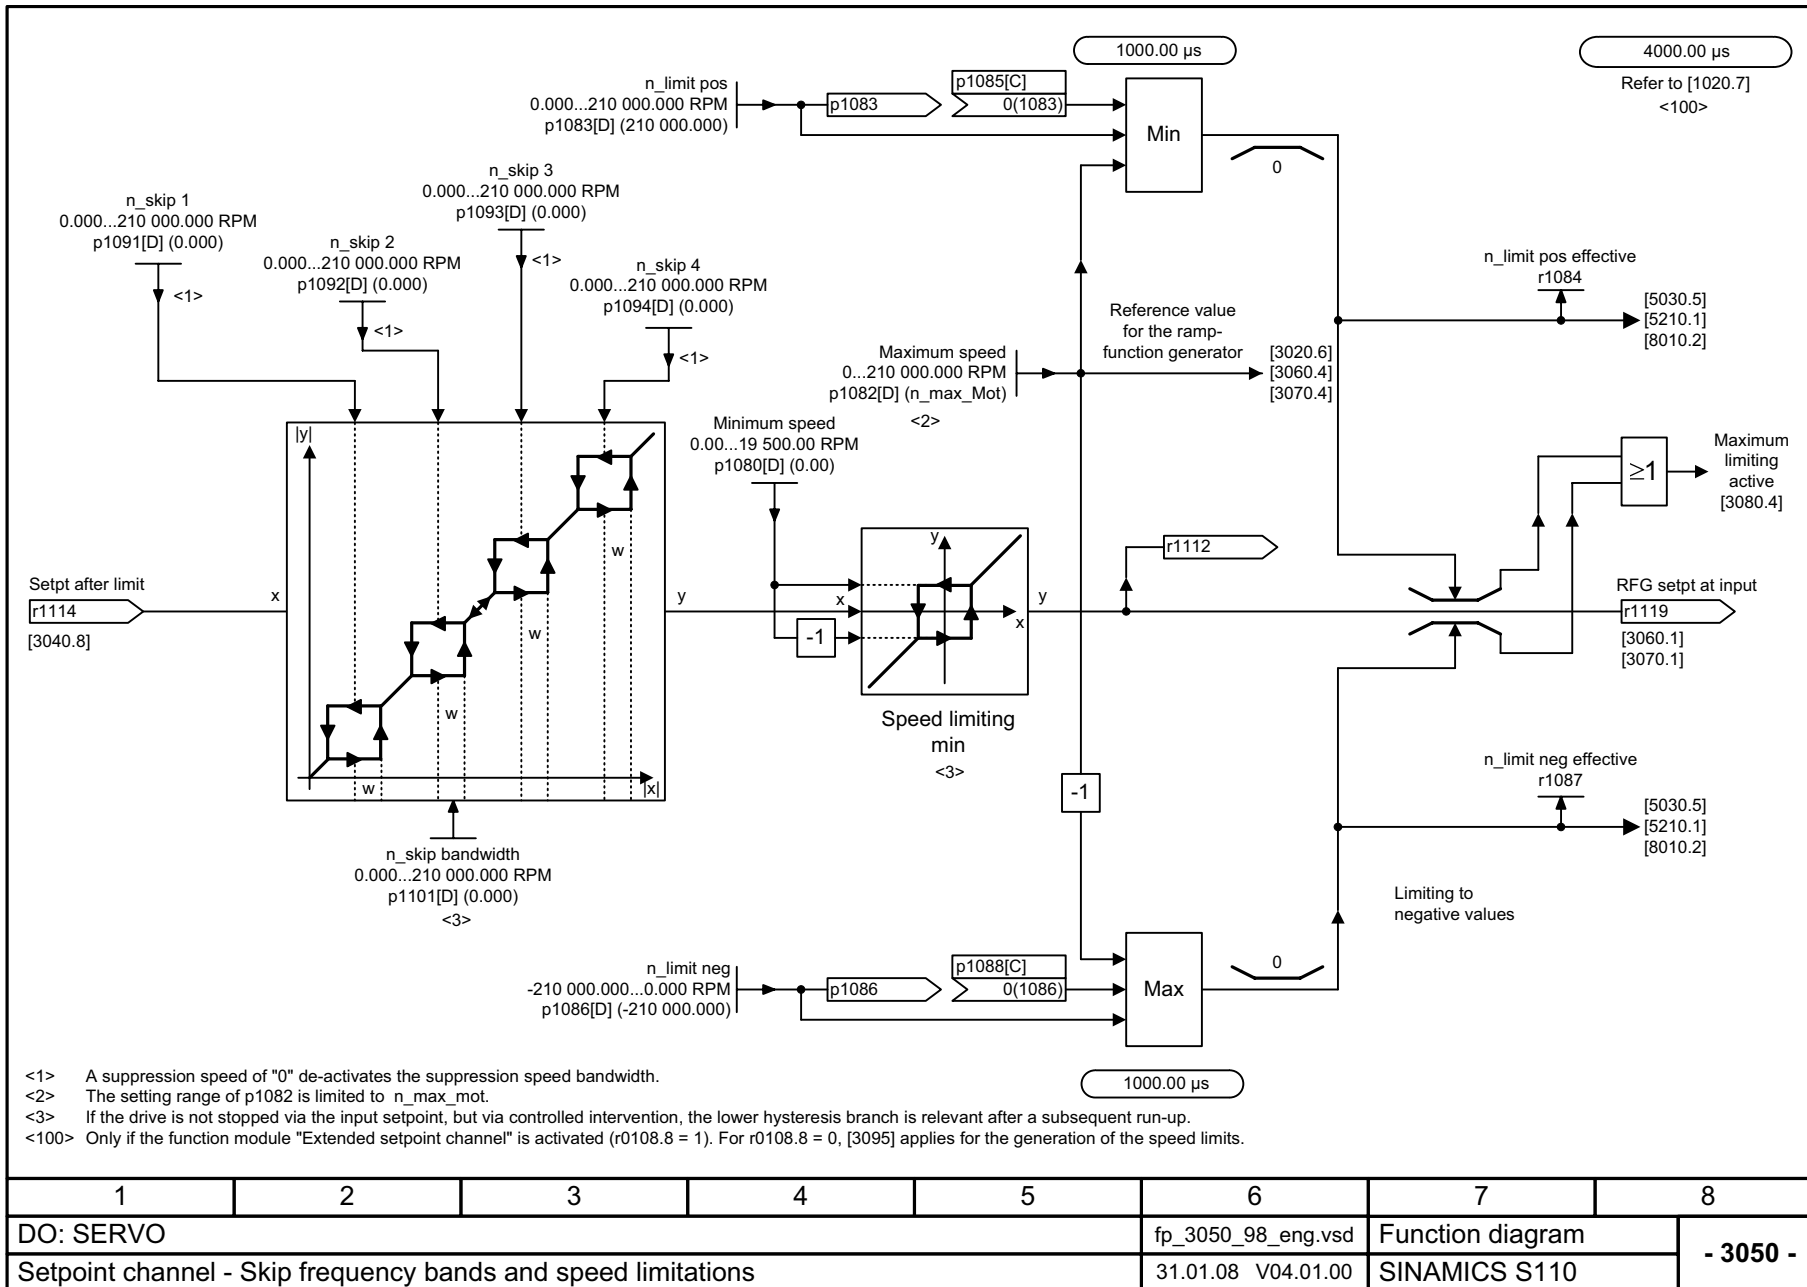 1000.00 µs
4000.00 µs
Refer to [1020.7]
<100>
n_limit pos
0.000...210 000.000 RPM
p1083[D] (210 000.000)
p1083
p1085[C]
0(1083)
Min
0
n_skip 1
0.000...210 000.000 RPM
p1091[D] (0.000)
<1>
n_skip 2
0.000...210 000.000 RPM
p1092[D] (0.000)
<1>
n_skip 3
0.000...210 000.000 RPM
p1093[D] (0.000)
<1>
n_skip 4
0.000...210 000.000 RPM
p1094[D] (0.000)
<1>
n_limit pos effective
r1084
[5030.5]
[5210.1]
[8010.2]
Reference value
for the ramp-
function generator
[3020.6]
[3060.4]
[3070.4]
Maximum speed
0...210 000.000 RPM
p1082[D] (n_max_Mot)
<2>
Minimum speed
0.00...19 500.00 RPM
p1080[D] (0.00)
|y|
w
w
w
w
|x|
x
y
Setpt after limit
r1114
[3040.8]
-1
x
y
x
y
Speed limiting
min
<3>
r1112
≥1
Maximum
limiting
active
[3080.4]
RFG setpt at input
r1119
[3060.1]
[3070.1]
n_skip bandwidth
0.000...210 000.000 RPM
p1101[D] (0.000)
<3>
-1
n_limit neg effective
r1087
[5030.5]
[5210.1]
[8010.2]
Limiting to
negative values
n_limit neg
-210 000.000...0.000 RPM
p1086[D] (-210 000.000)
p1086
p1088[C]
0(1086)
Max
0
1000.00 µs
<1> A suppression speed of "0" de-activates the suppression speed bandwidth.
<2> The setting range of p1082 is limited to n_max_mot.
<3> If the drive is not stopped via the input setpoint, but via controlled intervention, the lower hysteresis branch is relevant after a subsequent run-up.
<100> Only if the function module "Extended setpoint channel" is activated (r0108.8 = 1). For r0108.8 = 0, [3095] applies for the generation of the speed limits.
1 2 3 4 5 6 7 8
DO: SERVO
fp_3050_98_eng.vsd
Function diagram
- 3050 -
Setpoint channel - Skip frequency bands and speed limitations
31.01.08 V04.01.00
SINAMICS S110